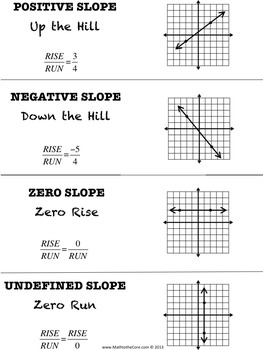 POSITIVE SLOPE
Up the Hill
RISE/RUN = 3/4
NEGATIVE SLOPE
Down the Hill
RISE/RUN = -5/4
ZERO SLOPE
Zero Rise
RISE/RUN = 0/RUN
UNDEFINED SLOPE
Zero Run
RISE/RUN = RISE/0
www.MathtotheCore.com © 2013